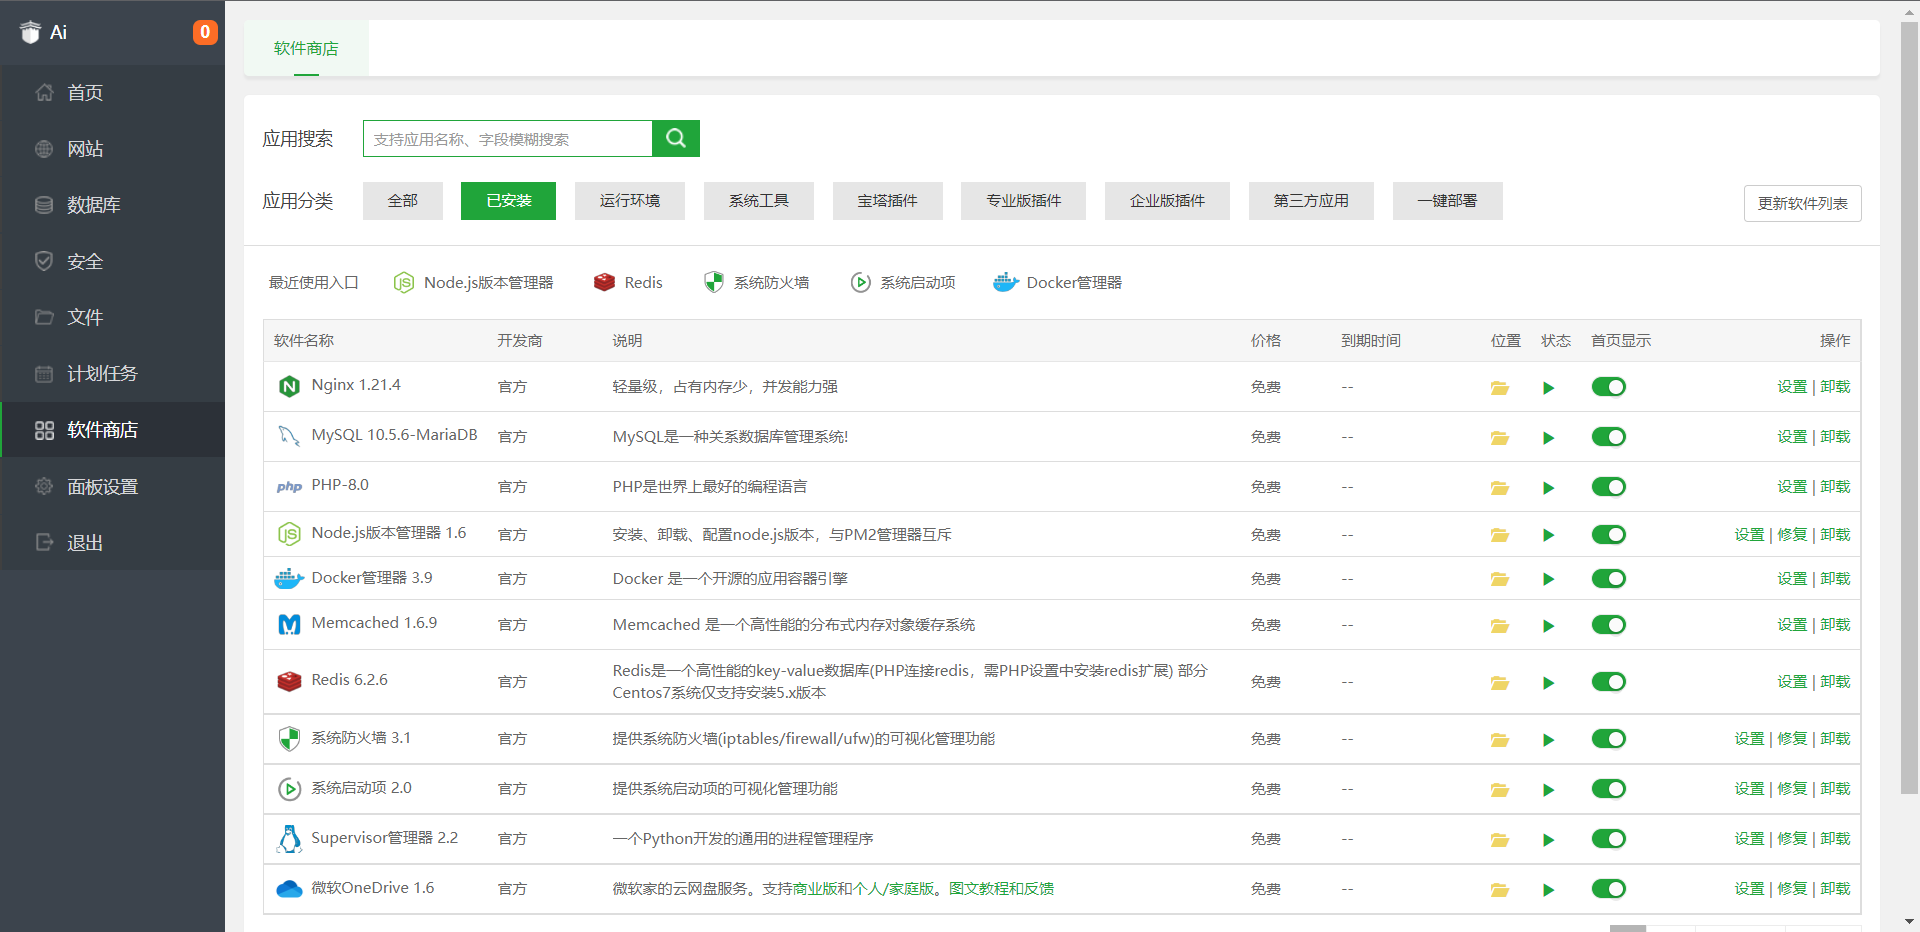 Ai 0
首页
网站
数据库
安全
文件
计划任务
软件商店
面板设置
退出
软件商店
应用搜索 支持应用名称、字段模糊搜索
应用分类 全部 已安装 运行环境 系统工具 宝塔插件 专业版插件 企业版插件 第三方应用 一键部署 更新软件列表
最近使用入口 Node.js版本管理器 Redis 系统防火墙 系统启动项 Docker管理器
软件名称 开发商 说明 价格 到期时间 位置 状态 首页显示 操作
Nginx 1.21.4 官方 轻量级，占有内存少，并发能力强 免费 -- 设置 | 卸载
MySQL 10.5.6-MariaDB 官方 MySQL是一种关系数据库管理系统! 免费 -- 设置 | 卸载
php PHP-8.0 官方 PHP是世界上最好的编程语言 免费 -- 设置 | 卸载
Node.js版本管理器 1.6 官方 安装、卸载、配置node.js版本，与PM2管理器互斥 免费 -- 设置 | 修复 | 卸载
Docker管理器 3.9 官方 Docker 是一个开源的应用容器引擎 免费 -- 设置 | 卸载
Memcached 1.6.9 官方 Memcached 是一个高性能的分布式内存对象缓存系统 免费 -- 设置 | 卸载
Redis 6.2.6 官方 Redis是一个高性能的key-value数据库(PHP连接redis，需PHP设置中安装redis扩展) 部分
Centos7系统仅支持安装5.x版本 免费 -- 设置 | 卸载
系统防火墙 3.1 官方 提供系统防火墙(iptables/firewall/ufw)的可视化管理功能 免费 -- 设置 | 修复 | 卸载
系统启动项 2.0 官方 提供系统启动项的可视化管理功能 免费 -- 设置 | 修复 | 卸载
Supervisor管理器 2.2 官方 一个Python开发的通用的进程管理程序 免费 -- 设置 | 修复 | 卸载
微软OneDrive 1.6 官方 微软家的云网盘服务。支持商业版和个人/家庭版。图文教程和反馈 免费 -- 设置 | 修复 | 卸载